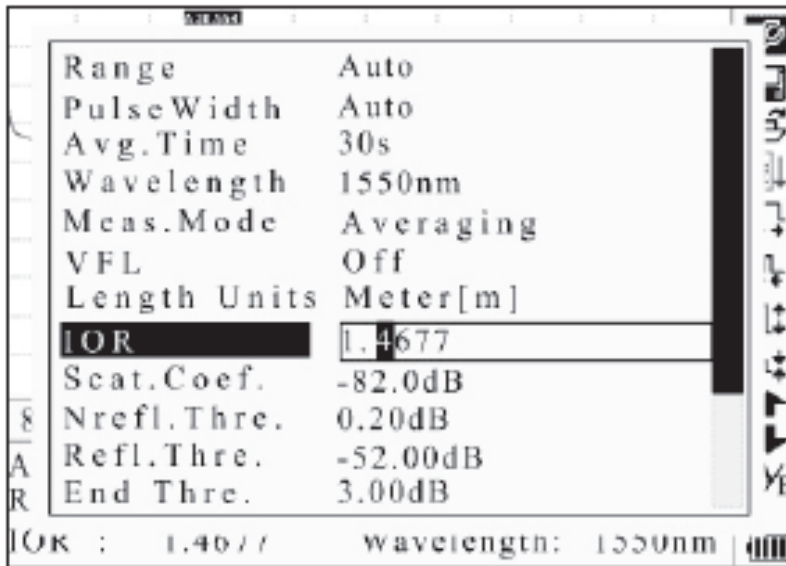 Range Auto
PulseWidth Auto
Avg.Time 30s
Wavelength 1550nm
Meas.Mode Averaging
VFL Off
Length Units Meter[m]
IOR 1.4677
Scat.Coef. -82.0dB
Nrefl.Thre. 0.20dB
Refl.Thre. -52.00dB
End Thre. 3.00dB
8
A
R
IOR : 1.4677 Wavelength: 1550nm